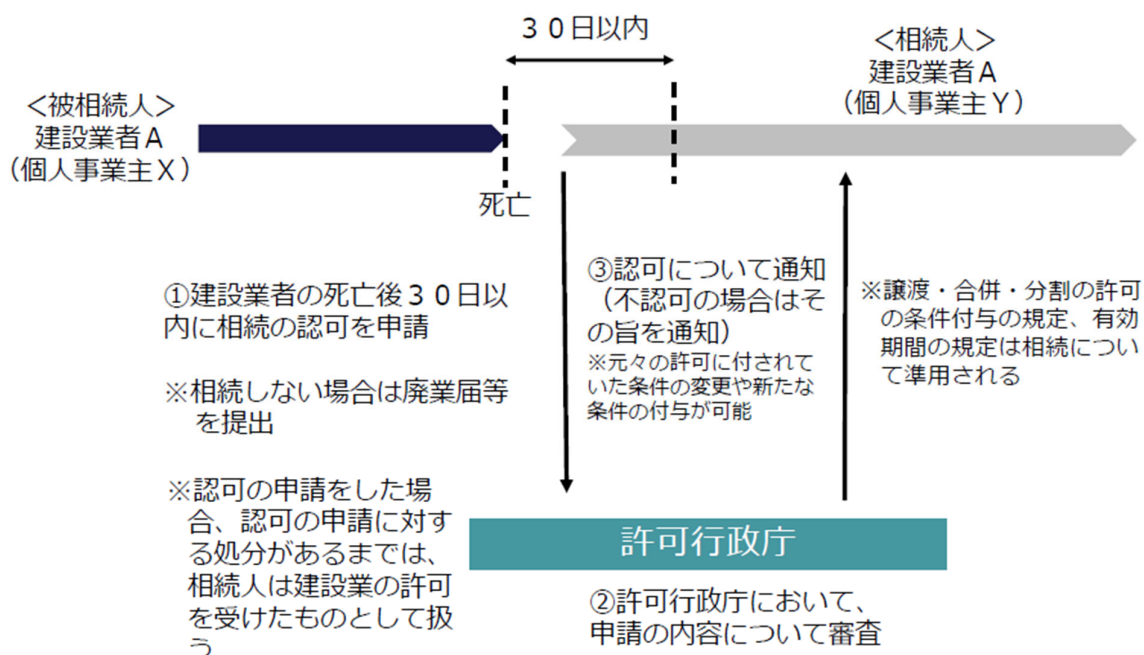 ３０日以内
＜被相続人＞
建設業者Ａ
（個人事業主Ｘ）
＜相続人＞
建設業者Ａ
（個人事業主Ｙ）
死亡
①建設業者の死亡後３０日以
内に相続の認可を申請
※相続しない場合は廃業届等
を提出
※認可の申請をした場
合、認可の申請に対す
る処分があるまでは、
相続人は建設業の許可
を受けたものとして扱
う
③認可について通知
（不認可の場合はそ
の旨を通知）
※元々の許可に付されて
いた条件の変更や新たな
条件の付与が可能
※譲渡・合併・分割の許可
の条件付与の規定、有効
期間の規定は相続につい
て準用される
許可行政庁
②許可行政庁において、
申請の内容について審査